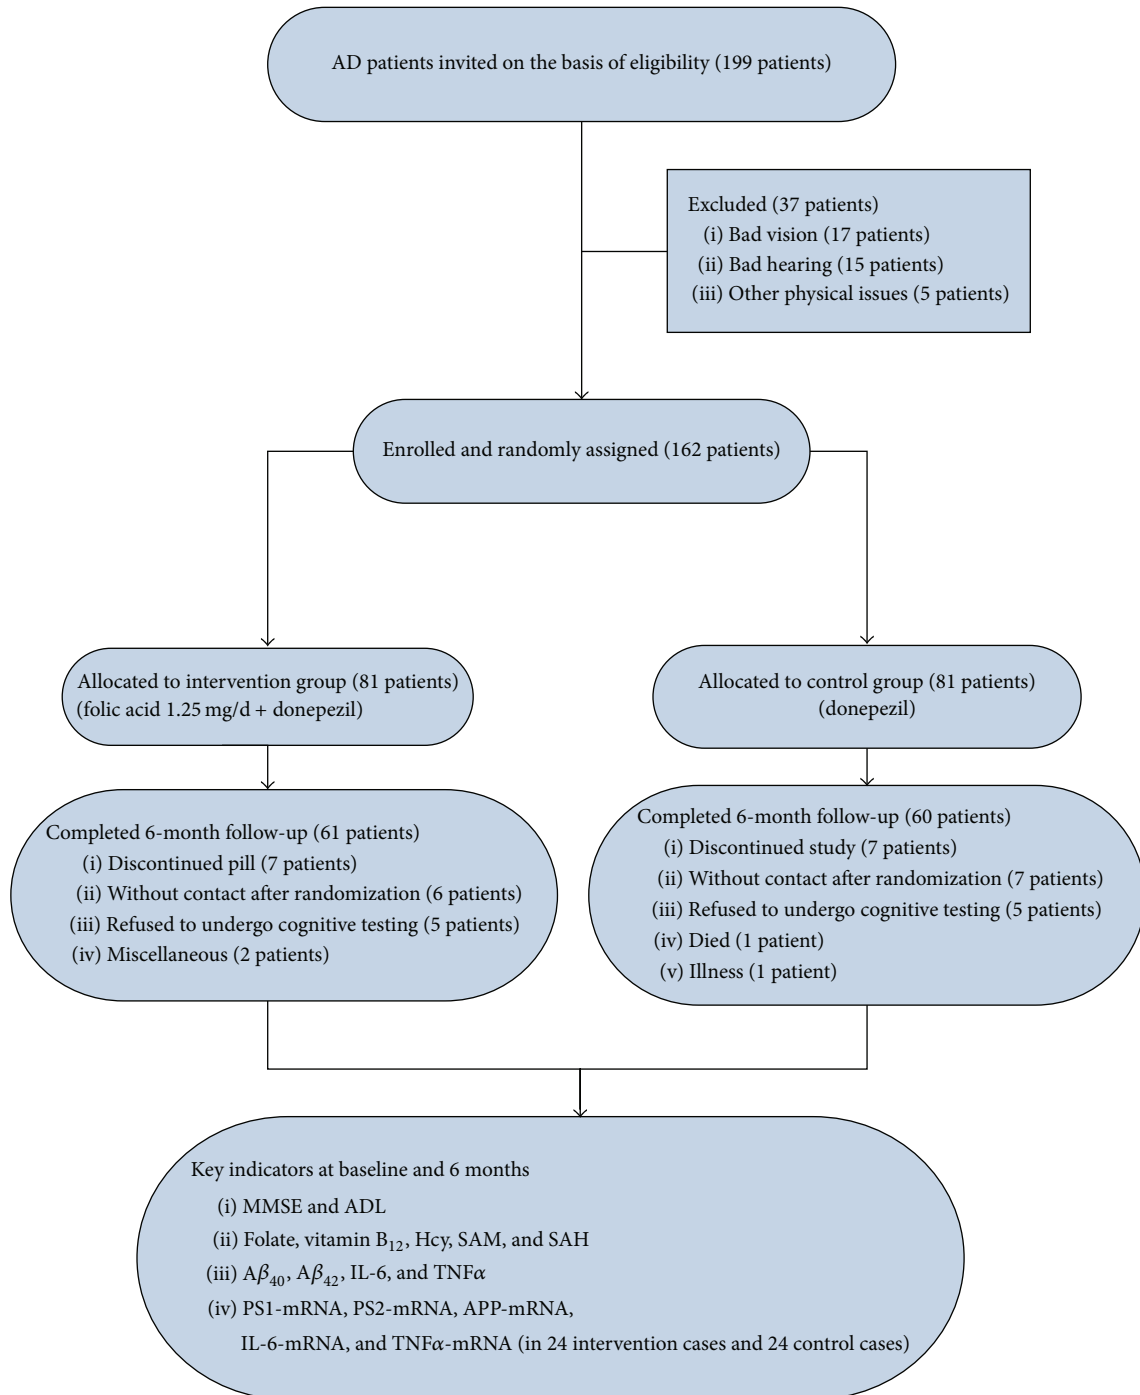 AD patients invited on the basis of eligibility (199 patients)
Excluded (37 patients)
(i) Bad vision (17 patients)
(ii) Bad hearing (15 patients)
(iii) Other physical issues (5 patients)
Enrolled and randomly assigned (162 patients)
Allocated to intervention group (81 patients)
(folic acid 1.25 mg/d + donepezil)
Allocated to control group (81 patients)
(donepezil)
Completed 6-month follow-up (61 patients)
(i) Discontinued pill (7 patients)
(ii) Without contact after randomization (6 patients)
(iii) Refused to undergo cognitive testing (5 patients)
(iv) Miscellaneous (2 patients)
Completed 6-month follow-up (60 patients)
(i) Discontinued study (7 patients)
(ii) Without contact after randomization (7 patients)
(iii) Refused to undergo cognitive testing (5 patients)
(iv) Died (1 patient)
(v) Illness (1 patient)
Key indicators at baseline and 6 months
(i) MMSE and ADL
(ii) Folate, vitamin B₁₂, Hcy, SAM, and SAH
(iii) Aβ₄₀, Aβ₄₂, IL-6, and TNFα
(iv) PS1-mRNA, PS2-mRNA, APP-mRNA,
IL-6-mRNA, and TNFα-mRNA (in 24 intervention cases and 24 control cases)